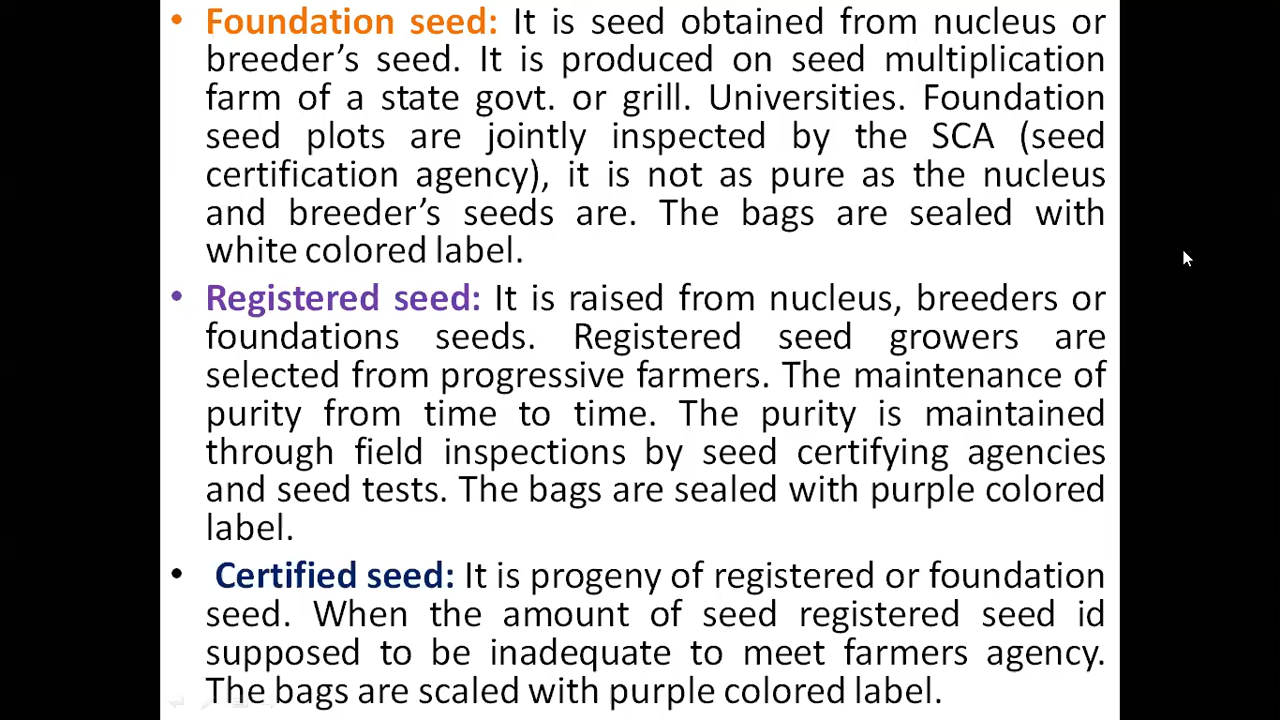 • Foundation seed: It is seed obtained from nucleus or
breeder’s seed. It is produced on seed multiplication
farm of a state govt. or grill. Universities. Foundation
seed plots are jointly inspected by the SCA (seed
certification agency), it is not as pure as the nucleus
and breeder’s seeds are. The bags are sealed with
white colored label.
• Registered seed: It is raised from nucleus, breeders or
foundations seeds. Registered seed growers are
selected from progressive farmers. The maintenance of
purity from time to time. The purity is maintained
through field inspections by seed certifying agencies
and seed tests. The bags are sealed with purple colored
label.
• Certified seed: It is progeny of registered or foundation
seed. When the amount of seed registered seed id
supposed to be inadequate to meet farmers agency.
The bags are scaled with purple colored label.